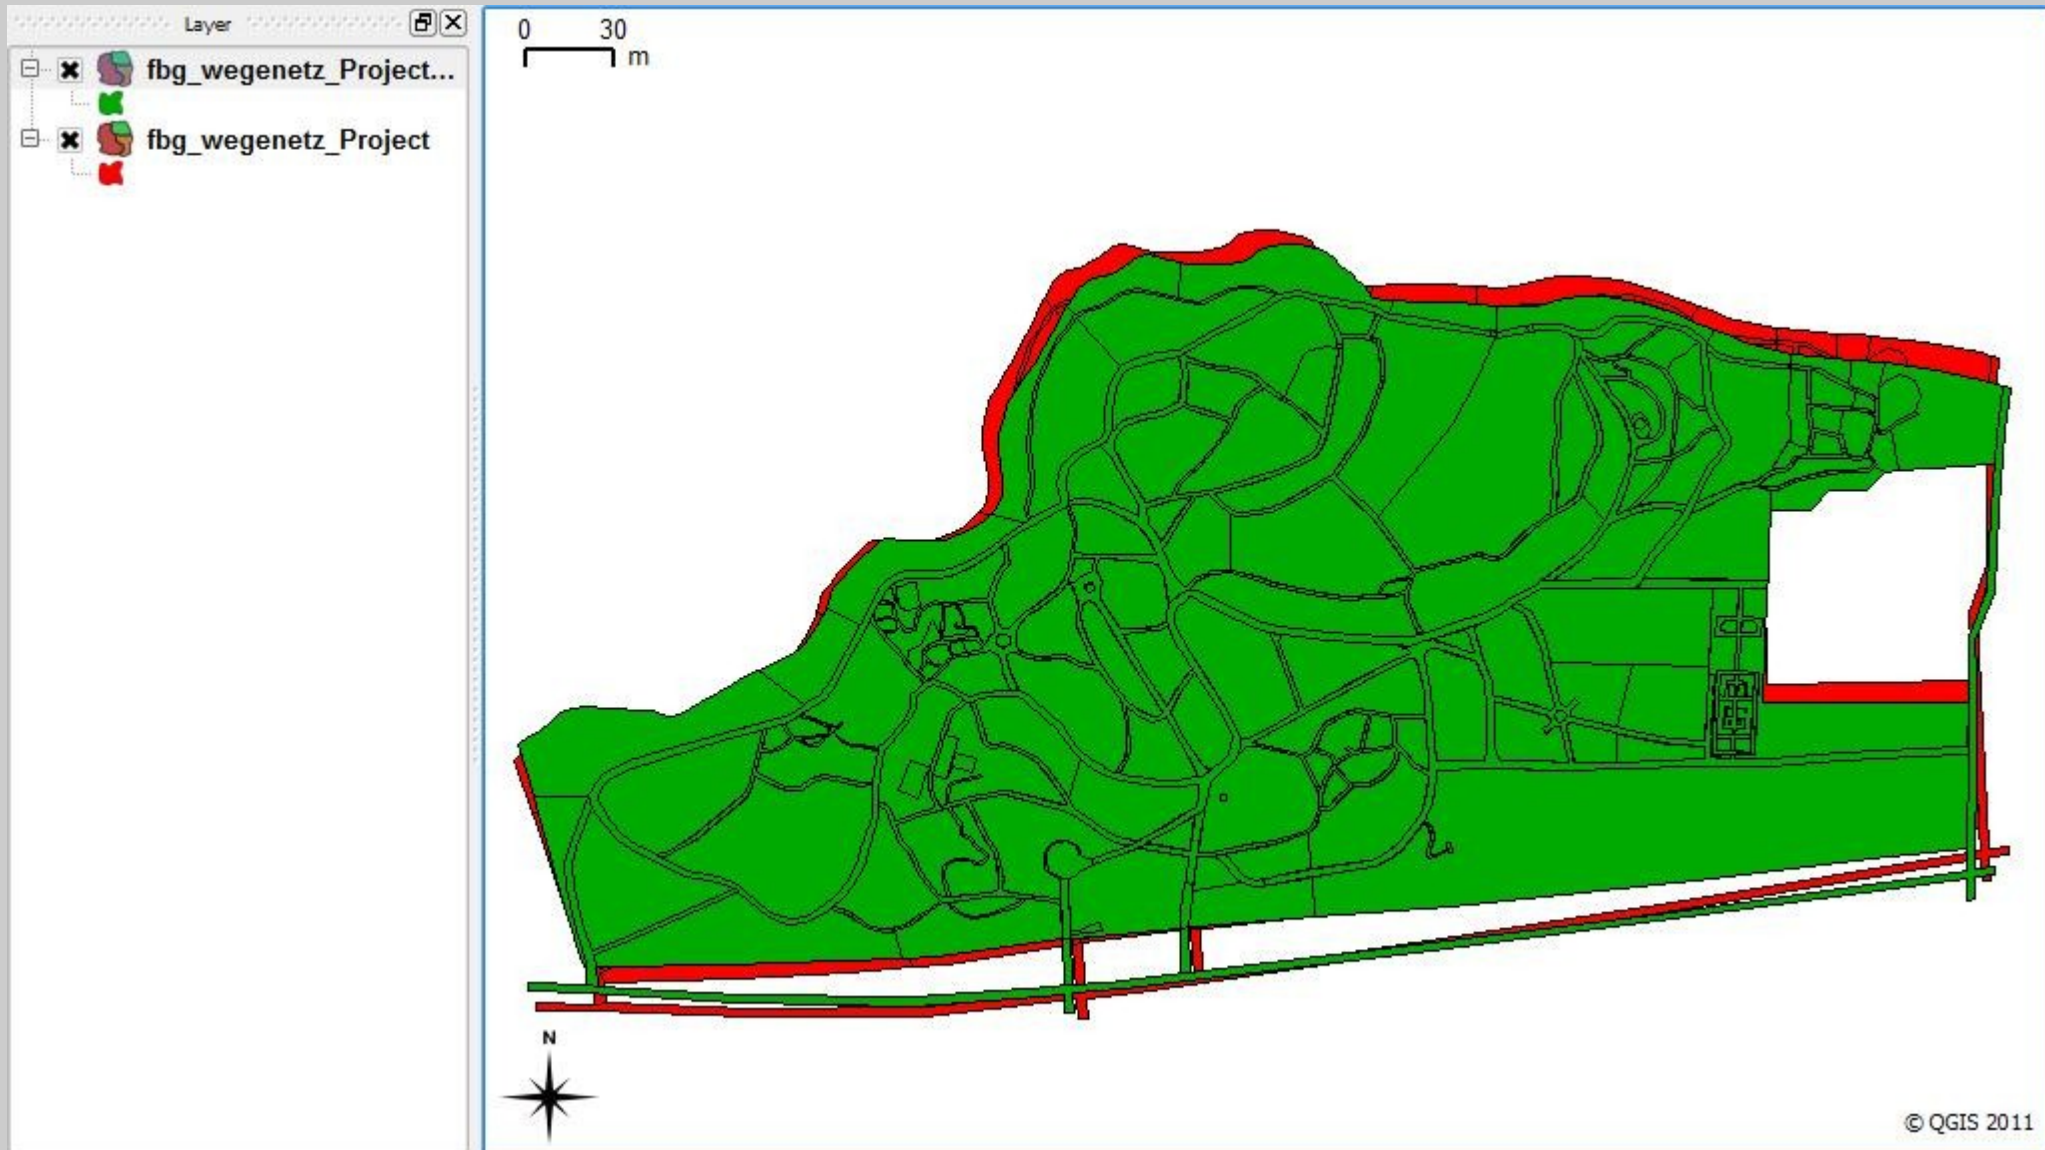 Layer
fbg_wegenetz_Project...
fbg_wegenetz_Project
0 30
m
N
© QGIS 2011